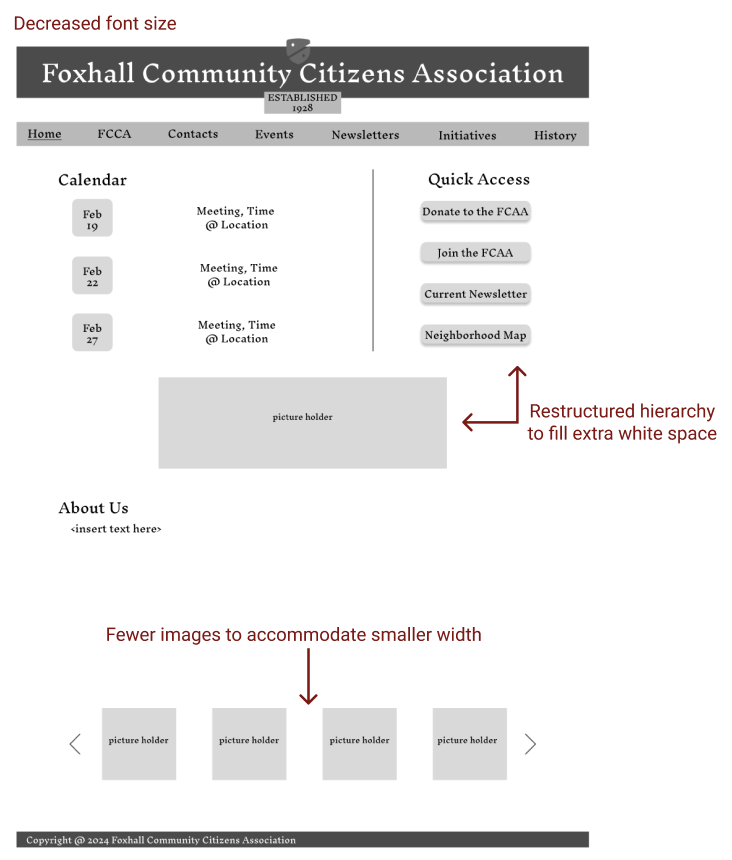 Decreased font size
Foxhall Community Citizens Association
ESTABLISHED
1928
Home FCCA Contacts Events Newsletters Initiatives History
Calendar
Feb
19
Meeting, Time
@ Location
Feb
22
Meeting, Time
@ Location
Feb
27
Meeting, Time
@ Location
Quick Access
Donate to the FCAA
Join the FCAA
Current Newsletter
Neighborhood Map
picture holder
Restructured hierarchy
to fill extra white space
About Us
<insert text here>
Fewer images to accommodate smaller width
picture holder picture holder picture holder picture holder
Copyright @ 2024 Foxhall Community Citizens Association